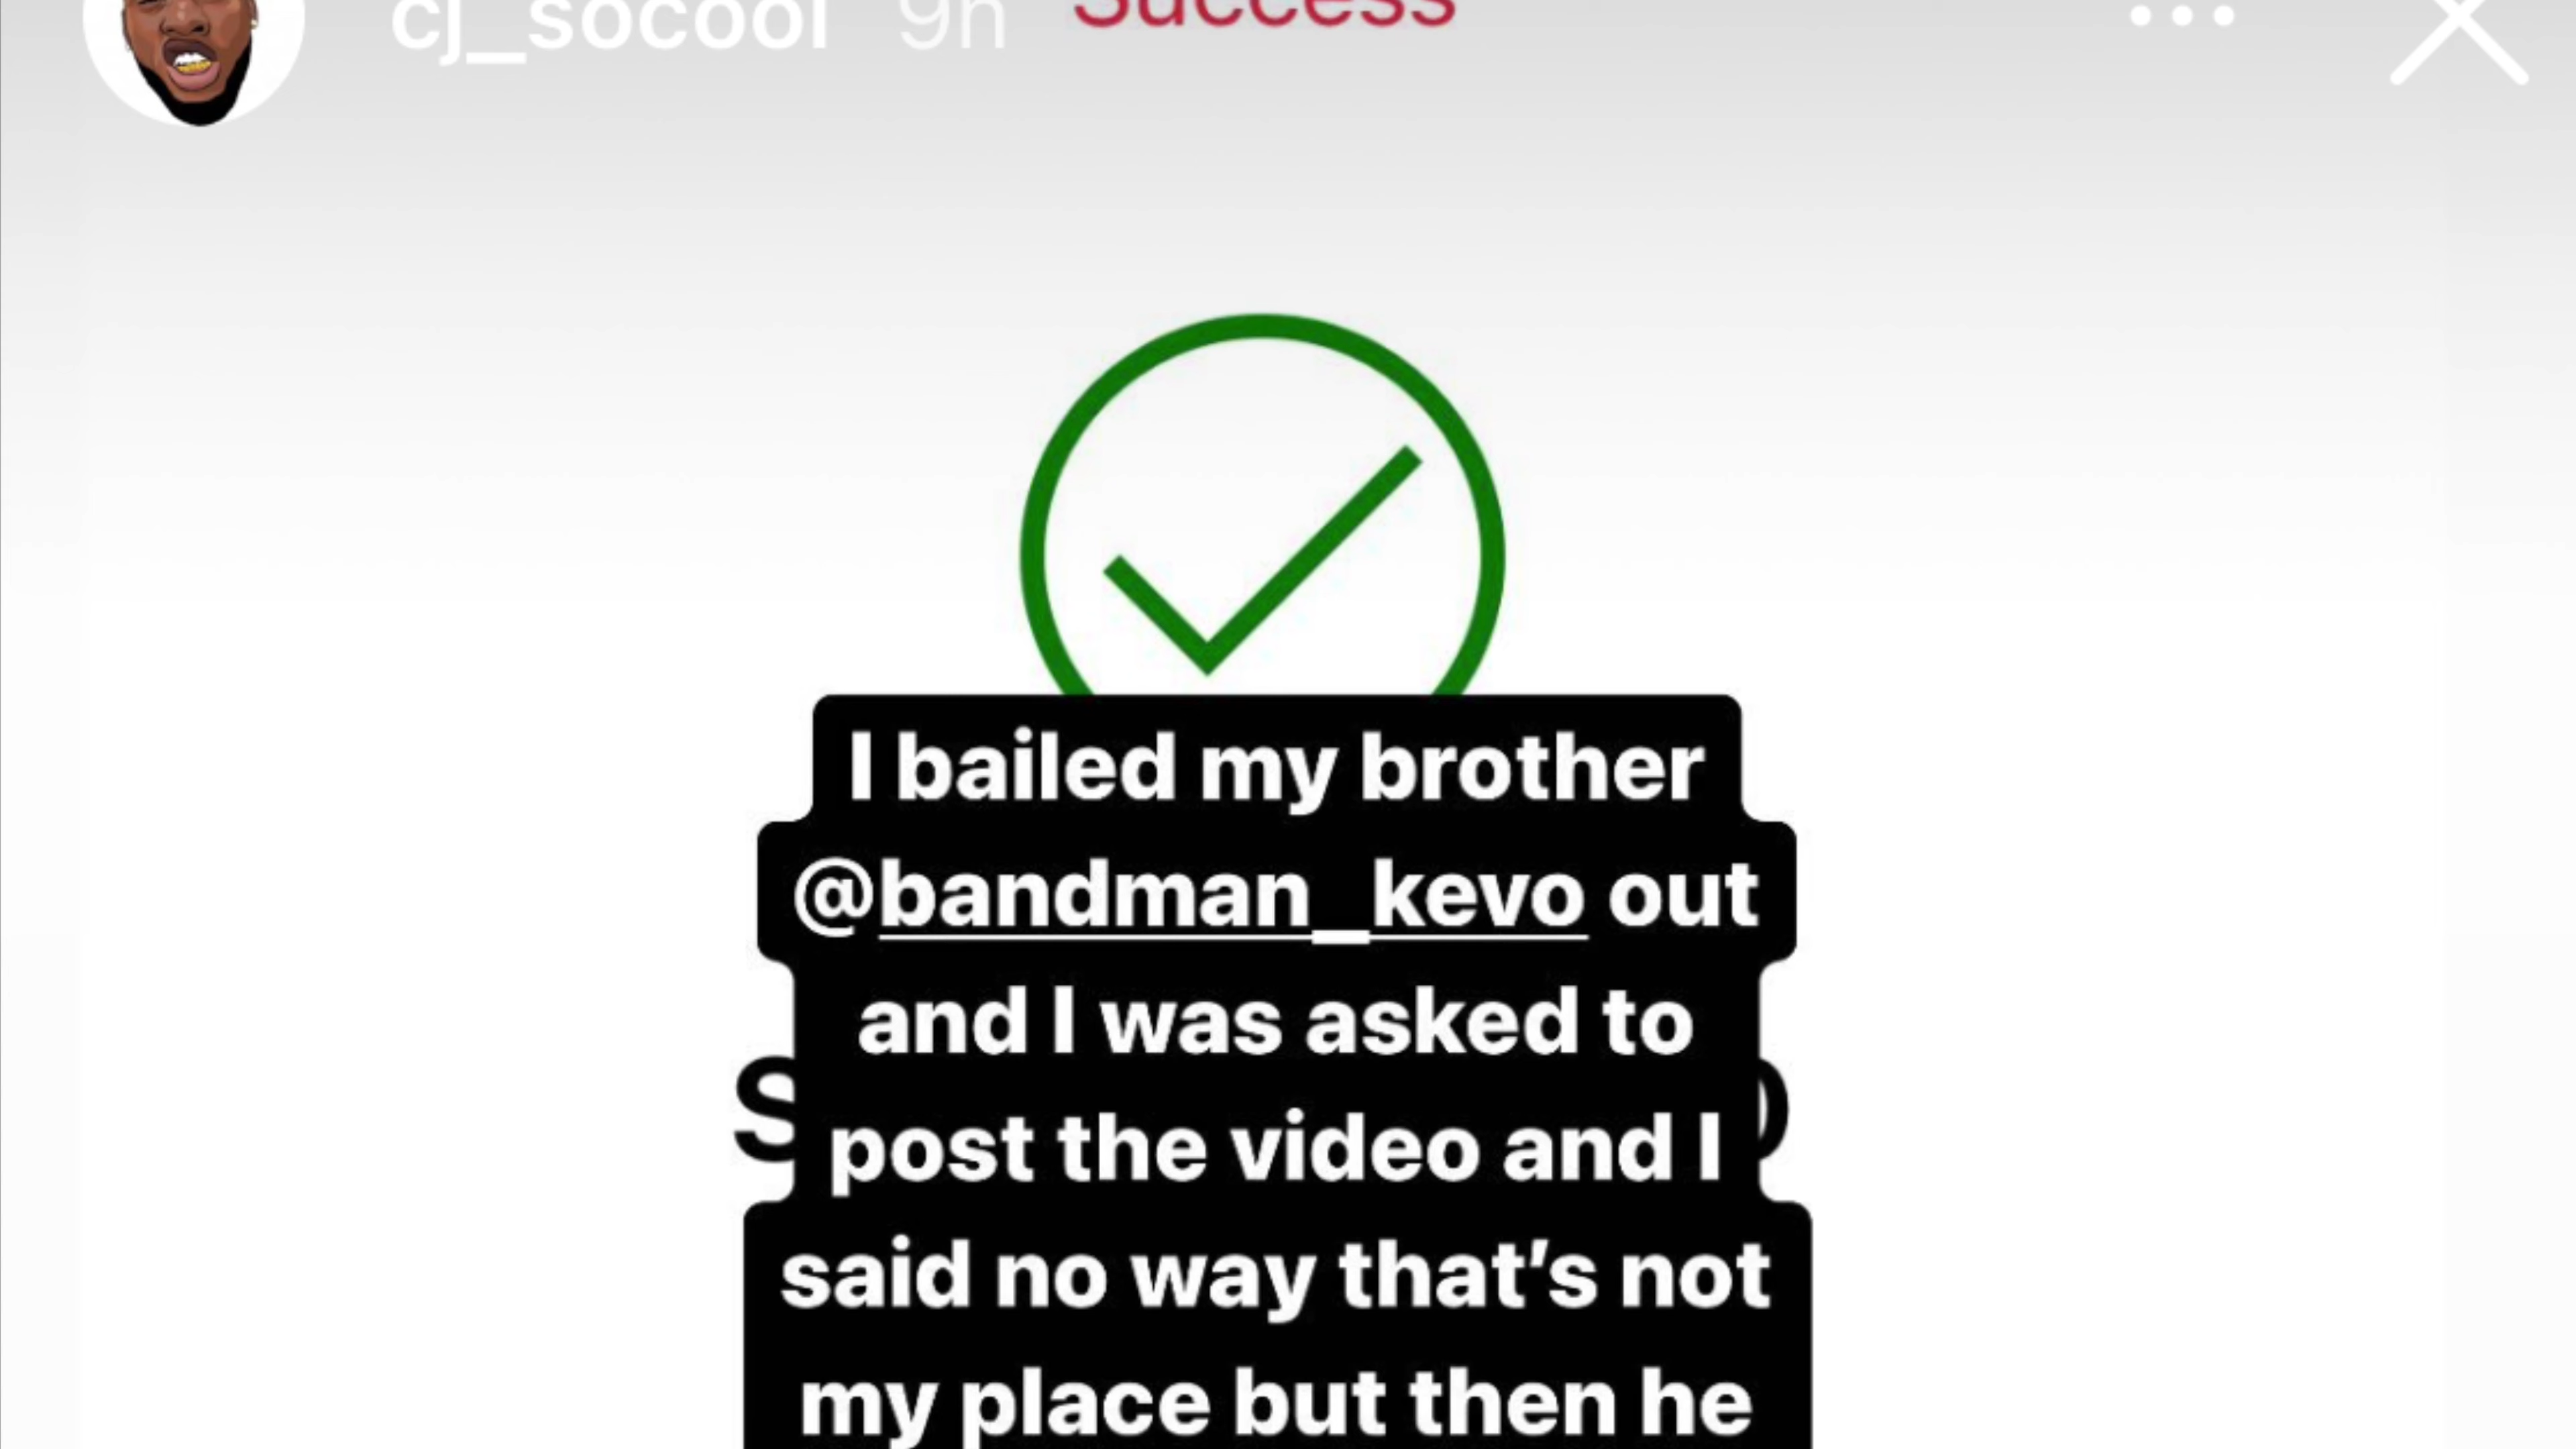 cj_socool 9h
Success
I bailed my brother
@bandman_kevo out
and I was asked to
post the video and I
said no way that’s not
my place but then he